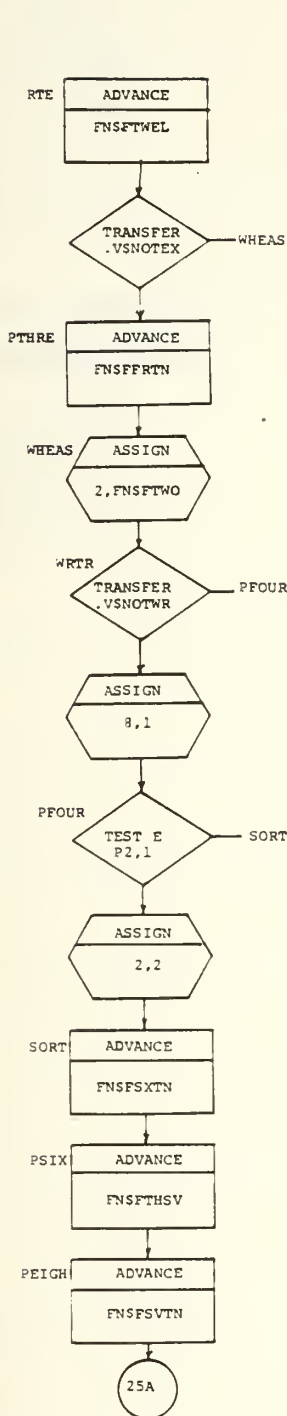 RTE ADVANCE
FNSFTWEL
TRANSFER
.VSNOTEX
WHEAS
PTHRE ADVANCE
FNSFFRTN
WHEAS ASSIGN
2,FNSFTWO
WRTR
TRANSFER
.VSNOTWR
PFOUR
ASSIGN
8,1
PFOUR
TEST E
P2,1
SORT
ASSIGN
2,2
SORT ADVANCE
FNSFSXTN
PSIX ADVANCE
FNSFTHSV
PEIGH ADVANCE
FNSFSVTN
25A